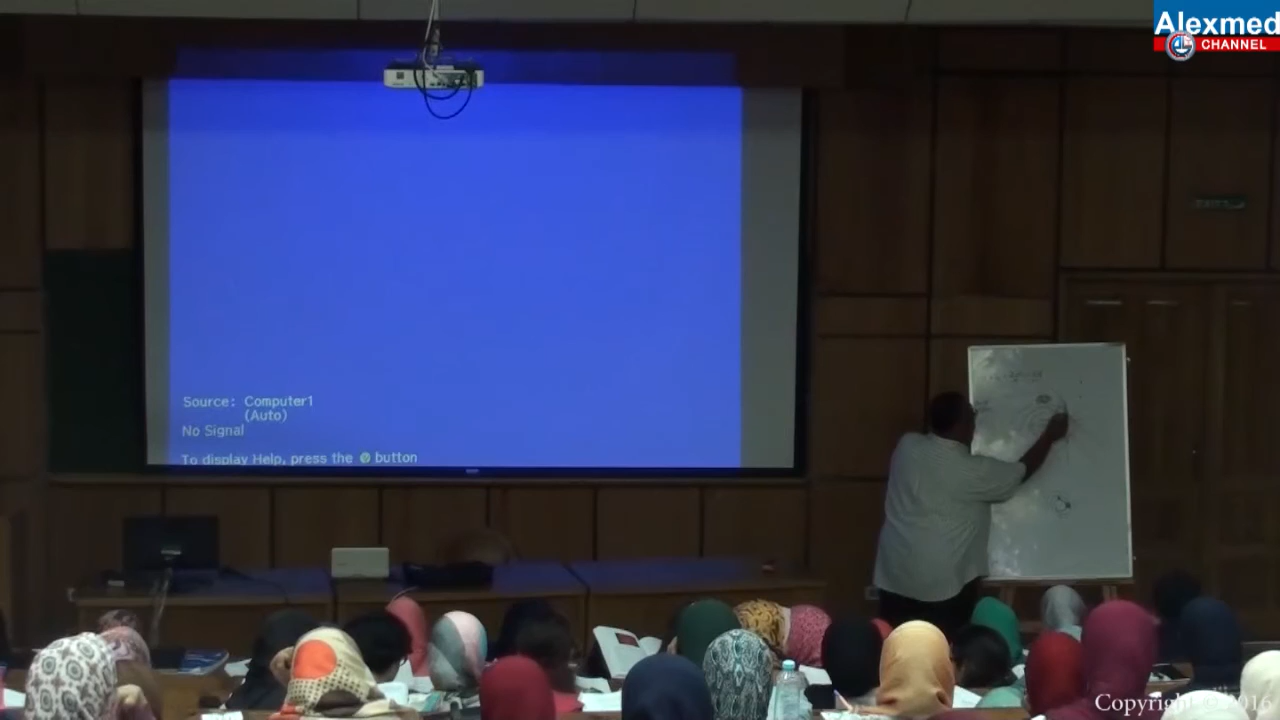 Alexmed
CHANNEL
Source: Computer1
(Auto)
No Signal
To display Help, press the button
Copyright © 2016